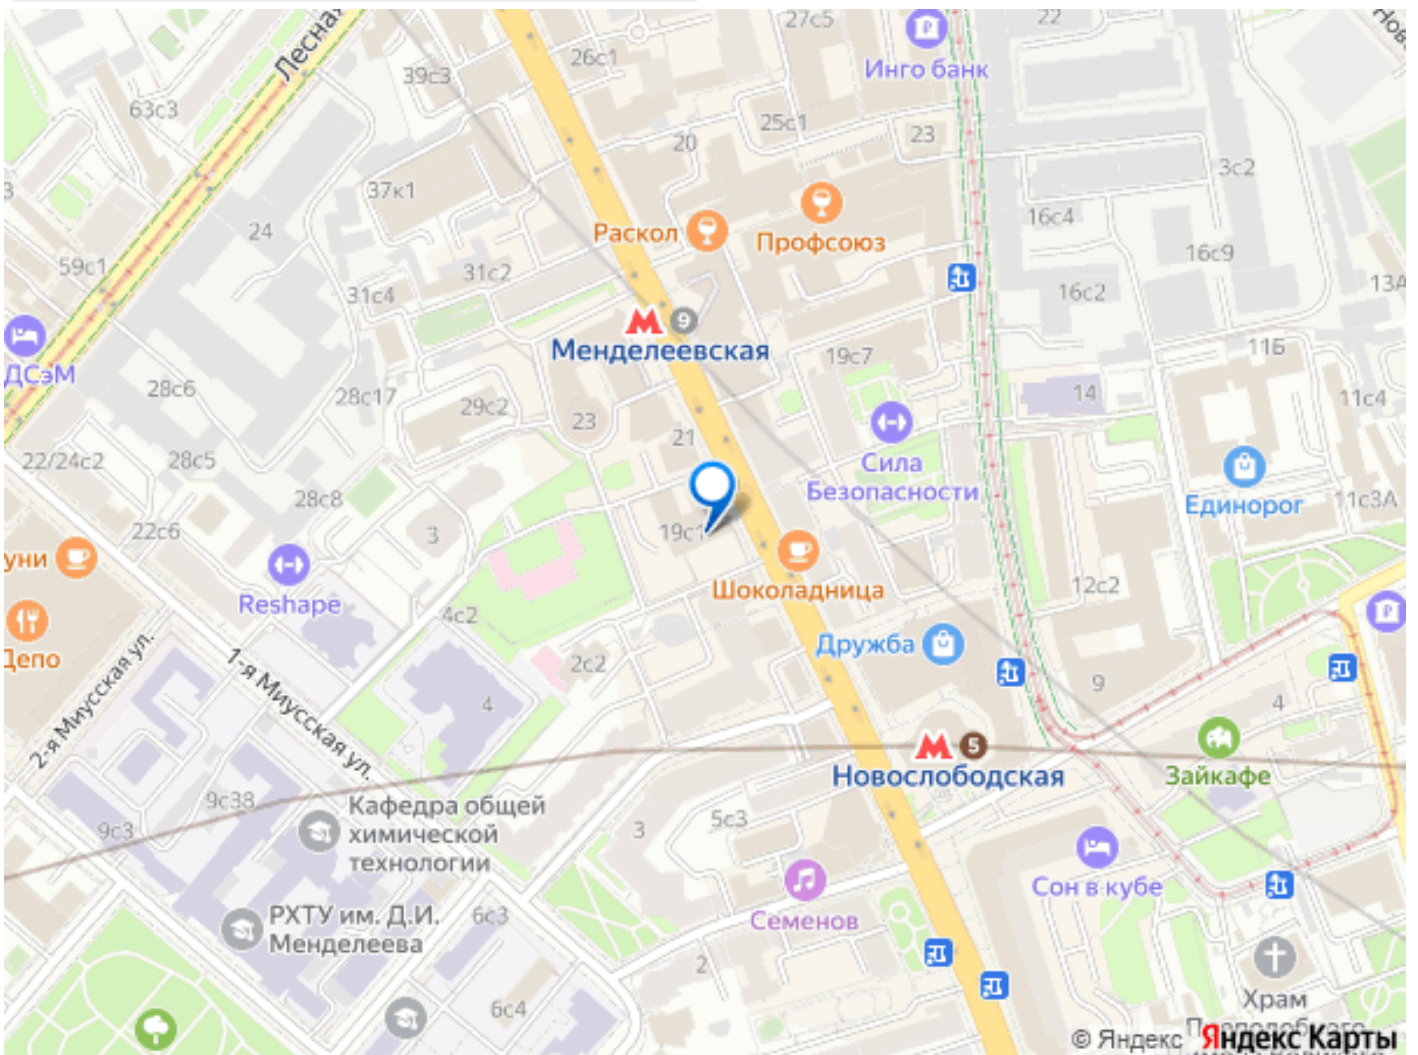 27с5
22
Инго банк
Лесная
26с1
39с3
63с3
25с1
20
23
3с2
37к1
16с4
Раскол
Профсоюз
24
16с9
59с1
31с2
31с4
16с2
13А
9
Менделеевская
19с7
11Б
ДСэМ
28с6
28с17
29с2
23
14
11с4
21
22/24с2
28с5
Сила
Безопасности
28с8
Единорог
11с3А
22с6
3
уни
12с2
Шоколадница
Reshape
4с2
Депо
1-я Миусская ул.
2-я Миусская ул.
Дружба
2с2
9
4
4
5
Новослободская
Зайкафе
9с38
9с3
Кафедра общей
химической
технологии
3
5с3
Сон в кубе
РХТУ им. Д.И.
Менделеева
6с3
Семенов
2
6с4
Храм
© Яндекс
Яндекс Карты